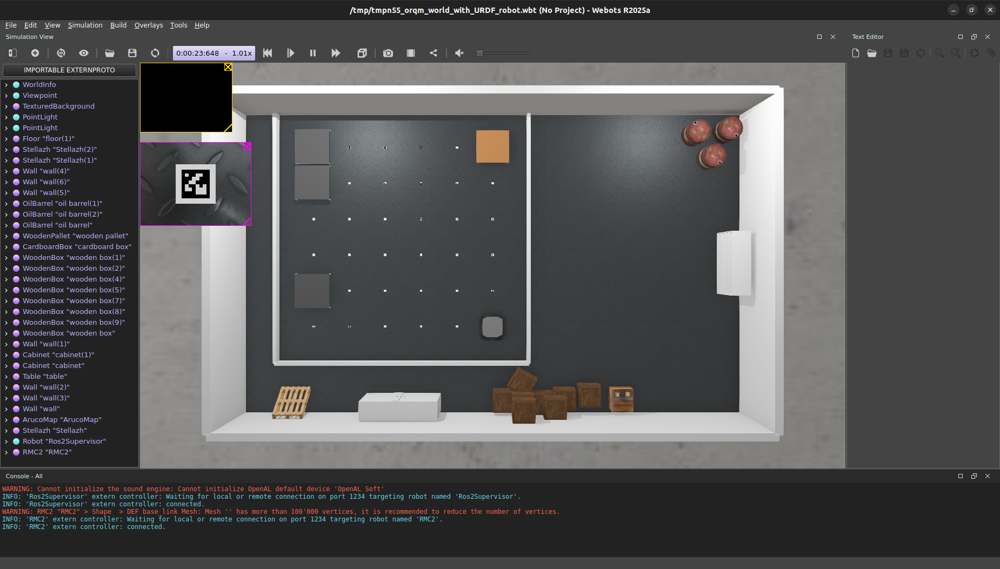 /tmp/tmpn55_orqm_world_with_URDF_robot.wbt (No Project) - Webots R2025a
File Edit View Simulation Build Overlays Tools Help
Simulation View
Text Editor
0:00:23:648 - 1.01x
IMPORTABLE EXTERNPROTO
WorldInfo
Viewpoint
TexturedBackground
PointLight
PointLight
Floor "floor(1)"
Stellazh "Stellazh(2)"
Stellazh "Stellazh(1)"
Wall "wall(4)"
Wall "wall(6)"
Wall "wall(5)"
OilBarrel "oil barrel(1)"
OilBarrel "oil barrel(2)"
OilBarrel "oil barrel"
WoodenPallet "wooden pallet"
CardboardBox "cardboard box"
WoodenBox "wooden box(1)"
WoodenBox "wooden box(2)"
WoodenBox "wooden box(4)"
WoodenBox "wooden box(5)"
WoodenBox "wooden box(7)"
WoodenBox "wooden box(8)"
WoodenBox "wooden box(9)"
WoodenBox "wooden box"
Wall "wall(1)"
Cabinet "cabinet(1)"
Cabinet "cabinet"
Table "table"
Wall "wall(2)"
Wall "wall(3)"
Wall "wall"
ArucoMap "ArucoMap"
Stellazh "Stellazh"
Robot "Ros2Supervisor"
RMC2 "RMC2"
Console - All
WARNING: Cannot initialize the sound engine: Cannot initialize OpenAL default device 'OpenAL Soft'
INFO: 'Ros2Supervisor' extern controller: Waiting for local or remote connection on port 1234 targeting robot named 'Ros2Supervisor'.
INFO: 'Ros2Supervisor' extern controller: connected.
WARNING: RMC2 "RMC2" > Shape  > DEF base_link Mesh: Mesh '' has more than 100'000 vertices, it is recommended to reduce the number of vertices.
INFO: 'RMC2' extern controller: Waiting for local or remote connection on port 1234 targeting robot named 'RMC2'.
INFO: 'RMC2' extern controller: connected.